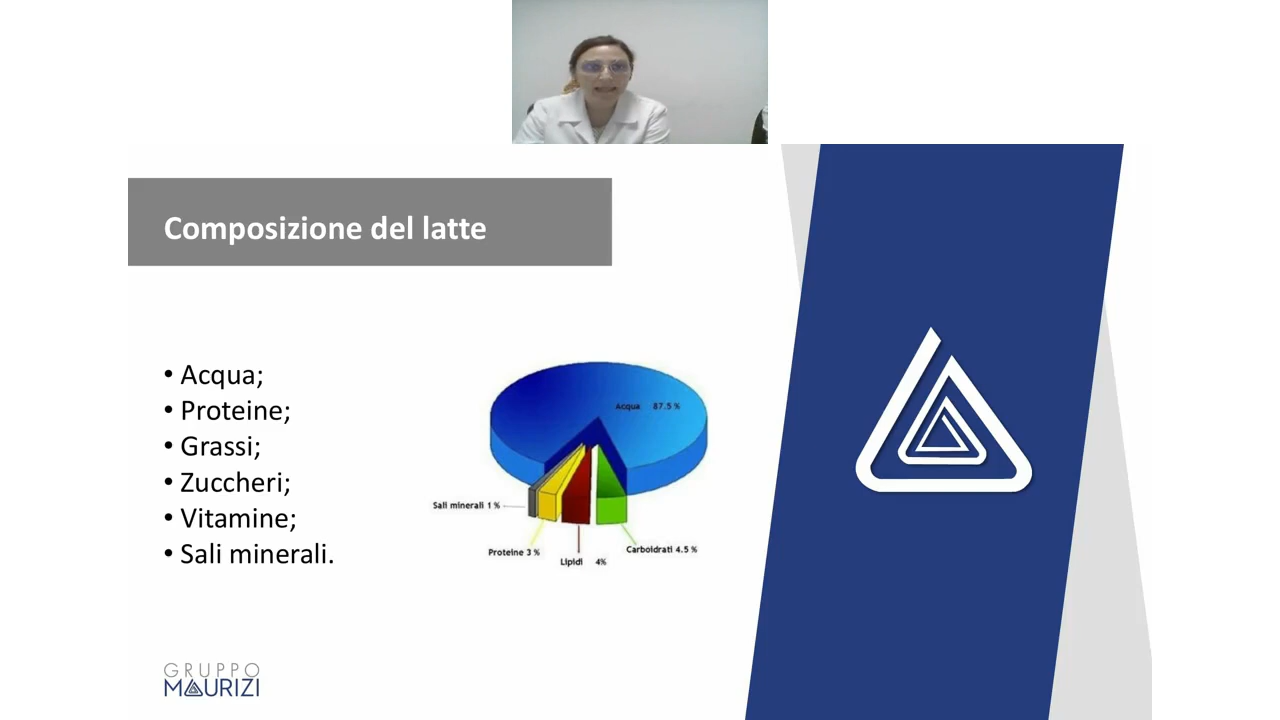 Composizione del latte
• Acqua;
• Proteine;
• Grassi;
• Zuccheri;
• Vitamine;
• Sali minerali.
Acqua 87.5 %
Sali minerali 1 %
Proteine 3 %
Lipidi 4%
Carboidrati 4.5 %
GRUPPO
MAURIZI